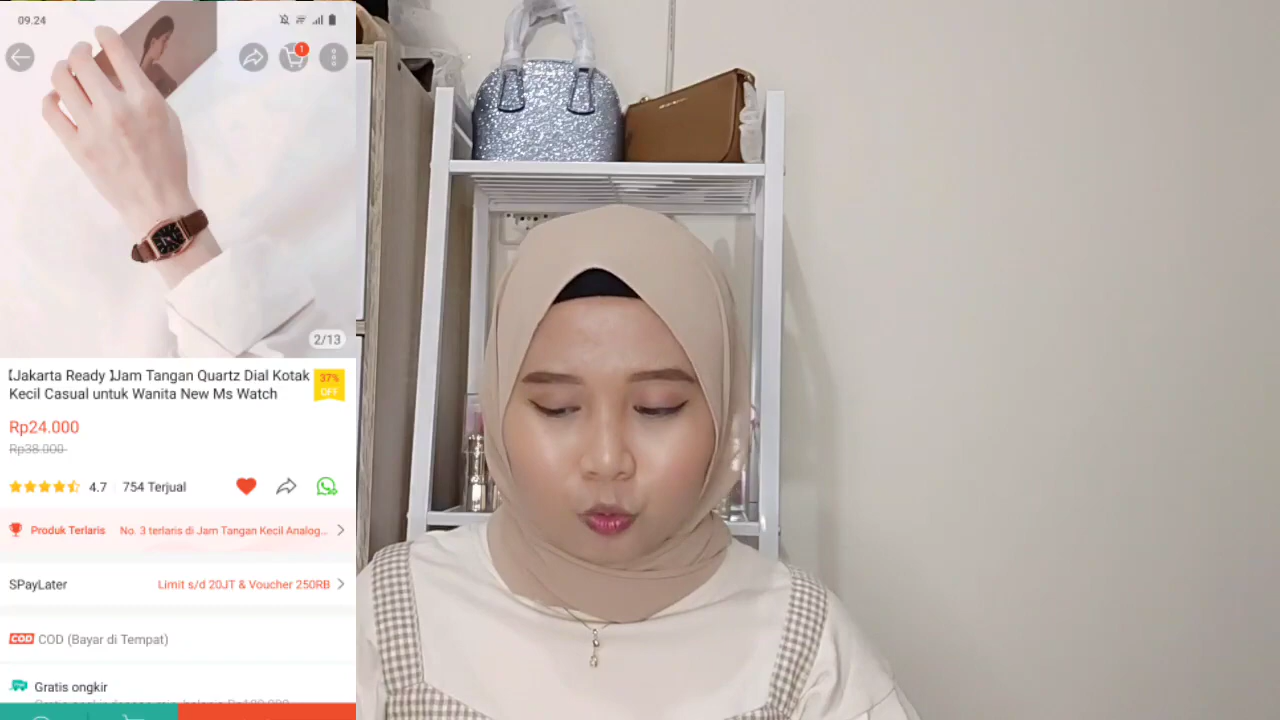 09.24
1
2/13
【Jakarta Ready 】Jam Tangan Quartz Dial Kotak
Kecil Casual untuk Wanita New Ms Watch
37%
OFF
Rp24.000
Rp38.000
4.7
754 Terjual
Produk Terlaris
No. 3 terlaris di Jam Tangan Kecil Analog...
SPayLater
Limit s/d 20JT & Voucher 250RB
COD COD (Bayar di Tempat)
Gratis ongkir